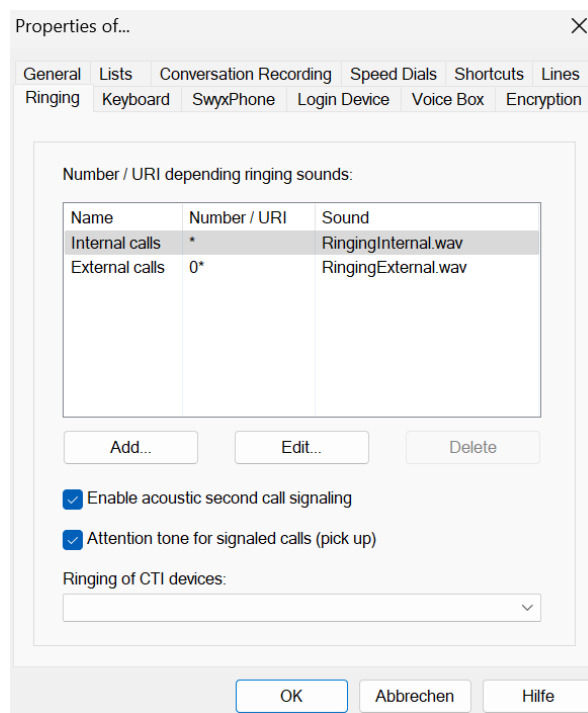 Properties of...
General Lists Conversation Recording Speed Dials Shortcuts Lines
Ringing Keyboard SwyxPhone Login Device Voice Box Encryption
Number / URI depending ringing sounds:
Name Number / URI Sound
Internal calls * RingingInternal.wav
External calls 0* RingingExternal.wav
Add... Edit... Delete
Enable acoustic second call signaling
Attention tone for signaled calls (pick up)
Ringing of CTI devices:
OK Abbrechen Hilfe